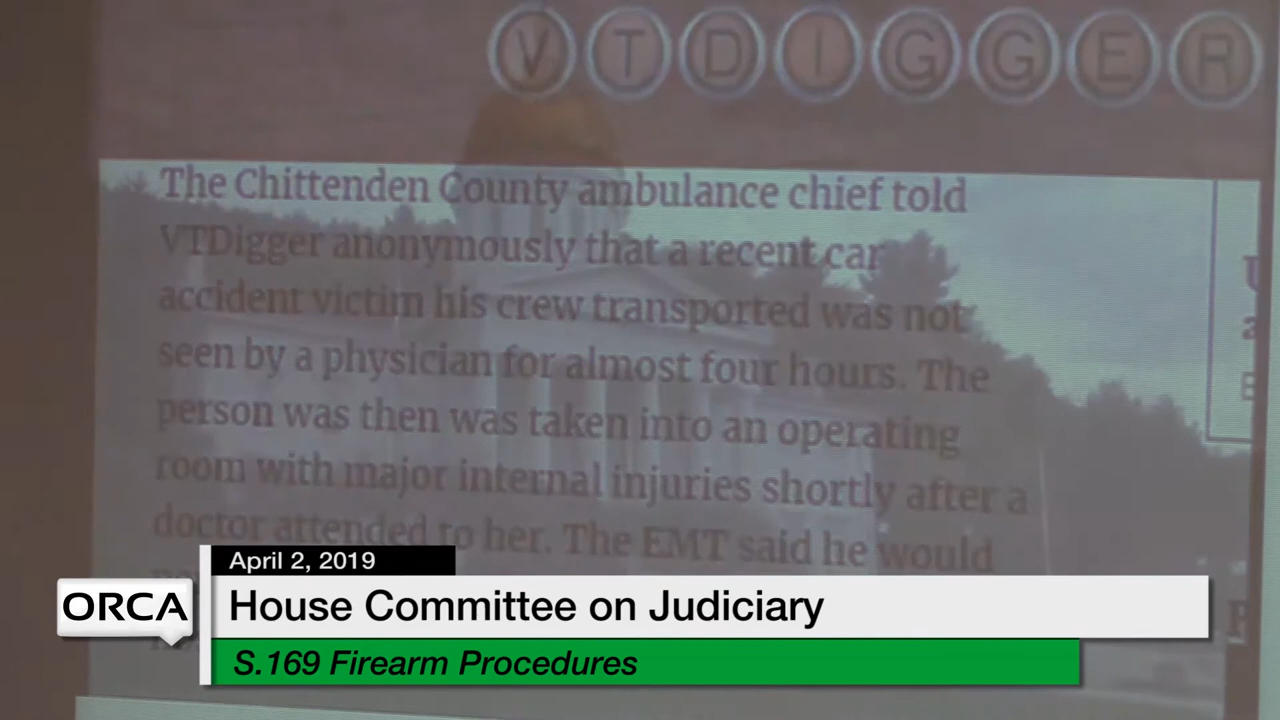 VTDIGGER
The Chittenden County ambulance chief told
VTDigger anonymously that a recent car
accident victim his crew transported was not
seen by a physician for almost four hours. The
person was then was taken into an operating
room with major internal injuries shortly after a
doctor attended to her. The EMT said he would
April 2, 2019
ORCA
House Committee on Judiciary
S.169 Firearm Procedures